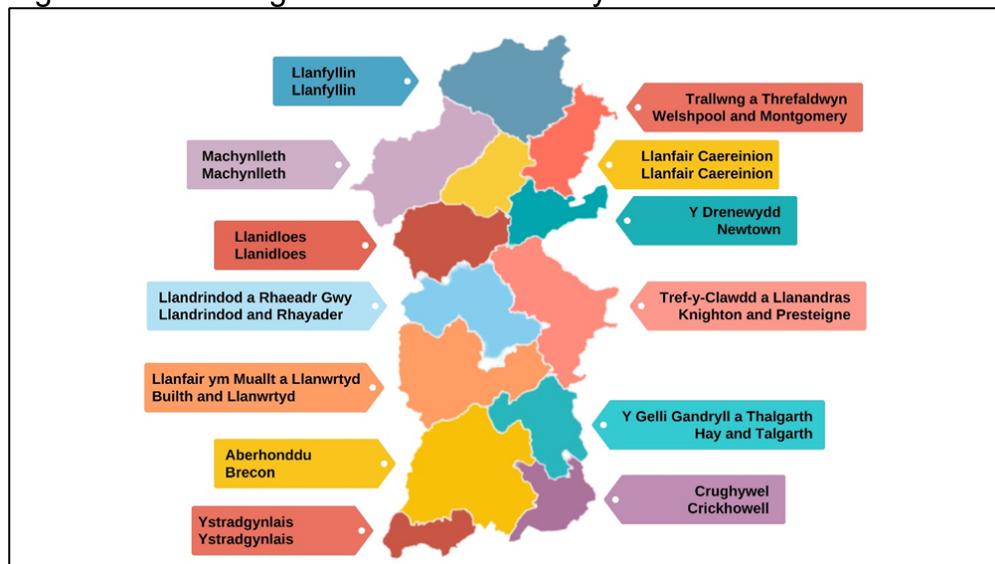 Llanfyllin
Llanfyllin
Trallwng a Threfaldwyn
Welshpool and Montgomery
Machynlleth
Machynlleth
Llanfair Caereinion
Llanfair Caereinion
Y Drenewydd
Newtown
Llanidloes
Llanidloes
Llandrindod a Rhaeadr Gwy
Llandrindod and Rhayader
Tref-y-Clawdd a Llanandras
Knighton and Presteigne
Llanfair ym Muallt a Llanwrtyd
Builth and Llanwrtyd
Y Gelli Gandryll a Thalgarth
Hay and Talgarth
Aberhonddu
Brecon
Crughywel
Crickhowell
Ystradgynlais
Ystradgynlais